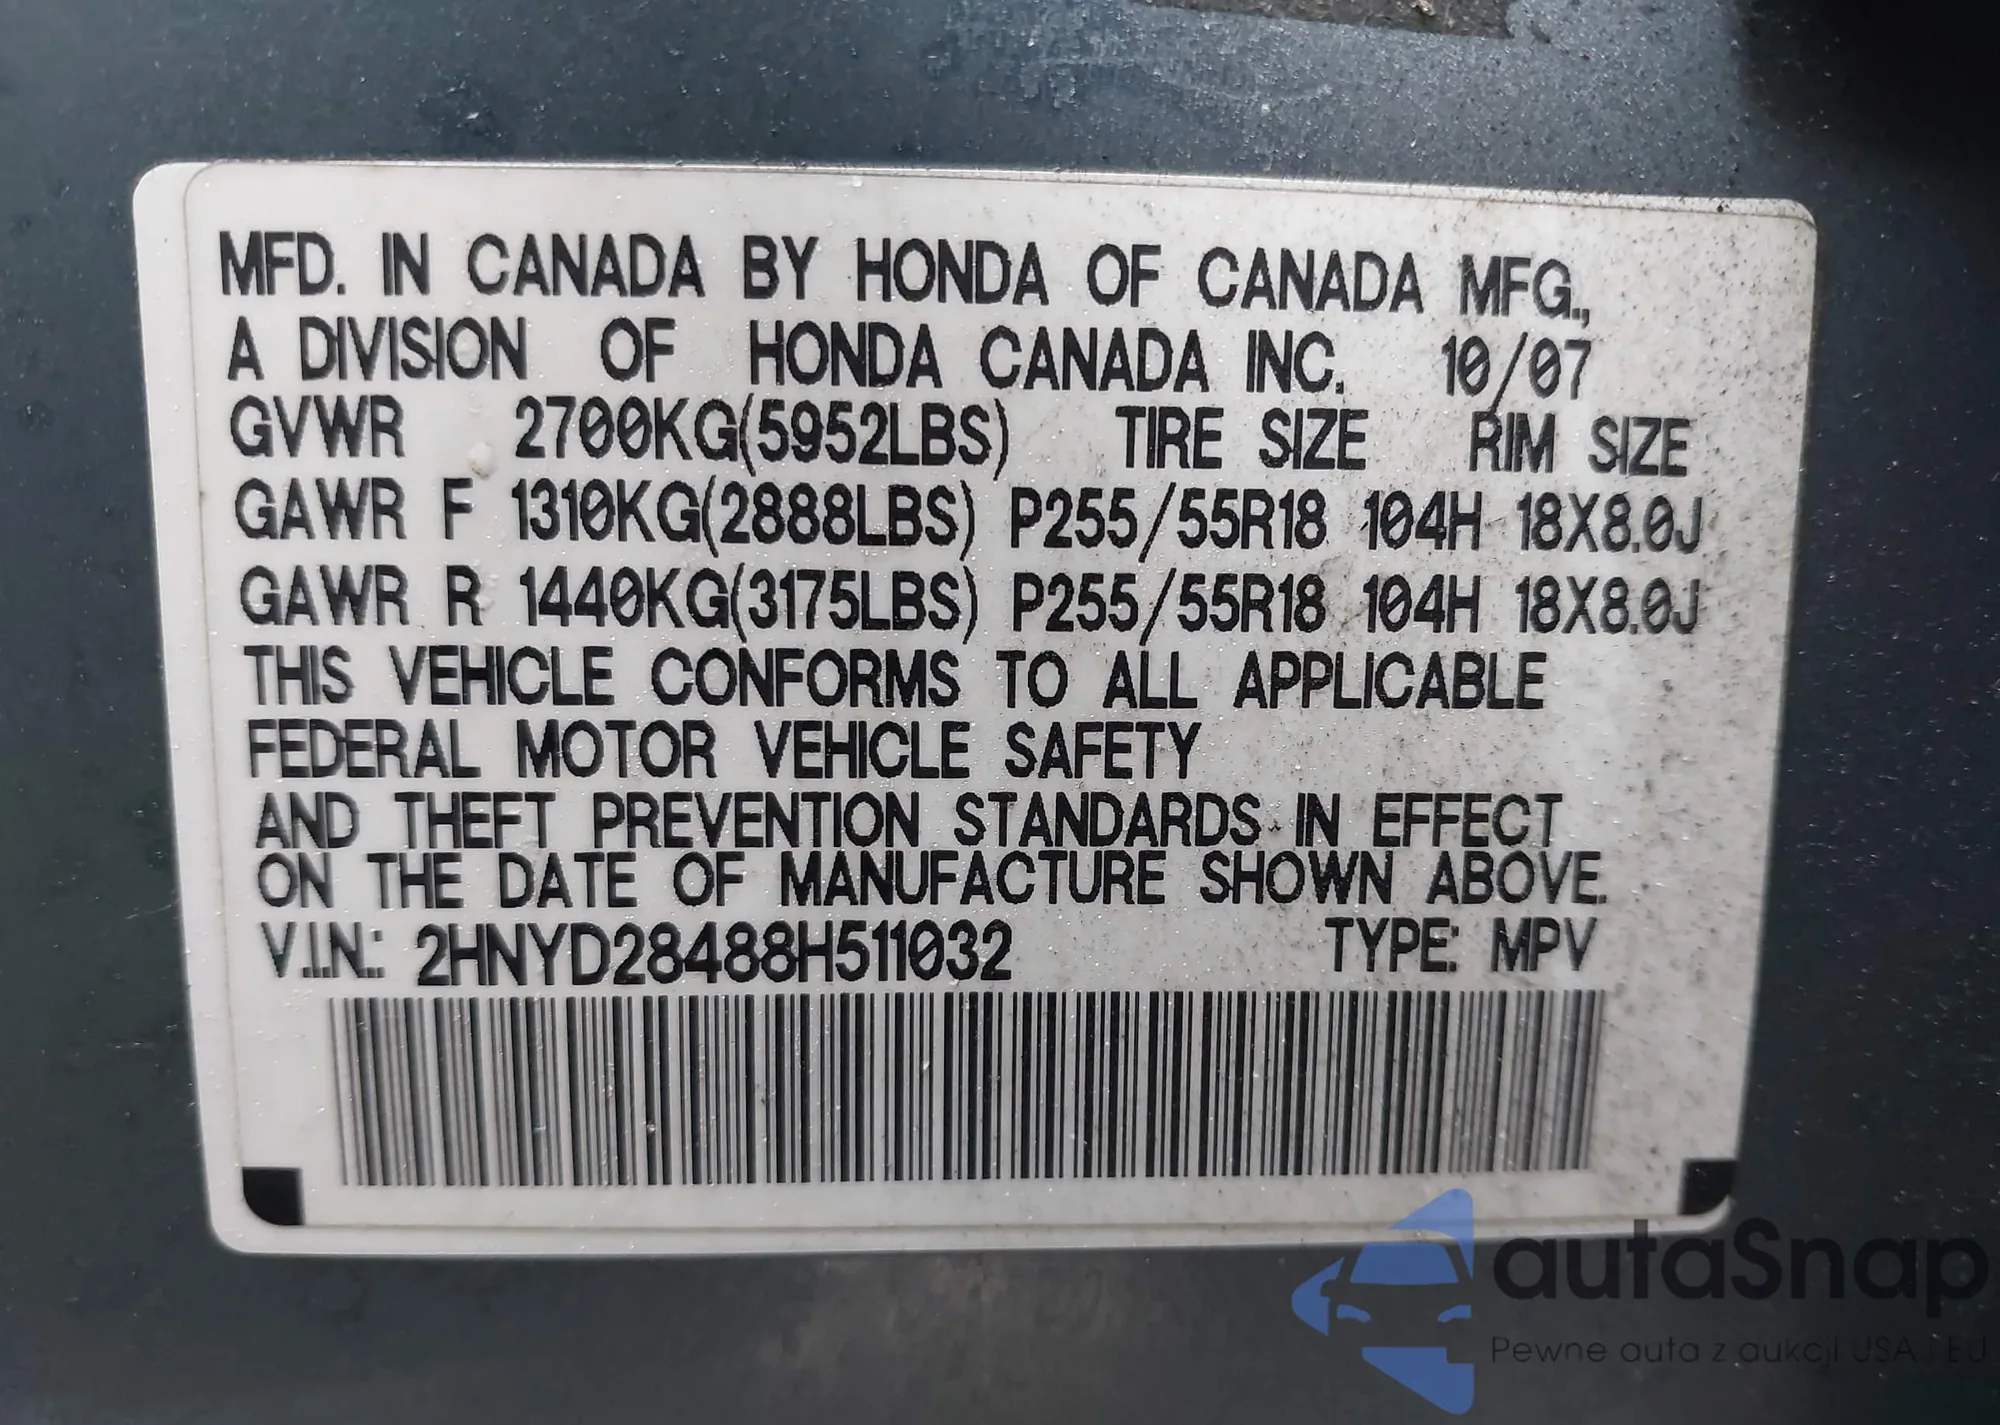 MFD. IN CANADA BY HONDA OF CANADA MFG.,
A DIVISION OF HONDA CANADA INC. 10/07
GVWR 2700KG(5952LBS) TIRE SIZE RIM SIZE
GAWR F 1310KG(2888LBS) P255/55R18 104H 18X8.0J
GAWR R 1440KG(3175LBS) P255/55R18 104H 18X8.0J
THIS VEHICLE CONFORMS TO ALL APPLICABLE
FEDERAL MOTOR VEHICLE SAFETY
AND THEFT PREVENTION STANDARDS IN EFFECT
ON THE DATE OF MANUFACTURE SHOWN ABOVE.
V.I.N.: 2HNYD28488H511032 TYPE: MPV
autaSnap
Pewne auta z aukcji USA i EU